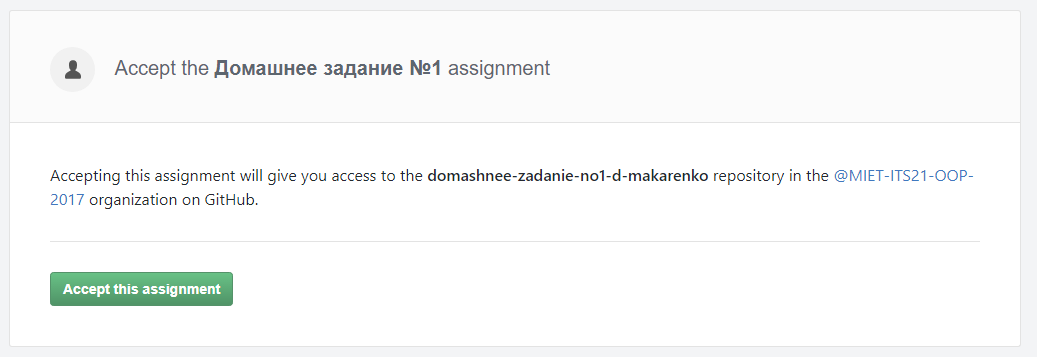 Accept the Домашнее задание №1 assignment
Accepting this assignment will give you access to the domashnee-zadanie-no1-d-makarenko repository in the @MIET-ITS21-OOP-
2017 organization on GitHub.
Accept this assignment